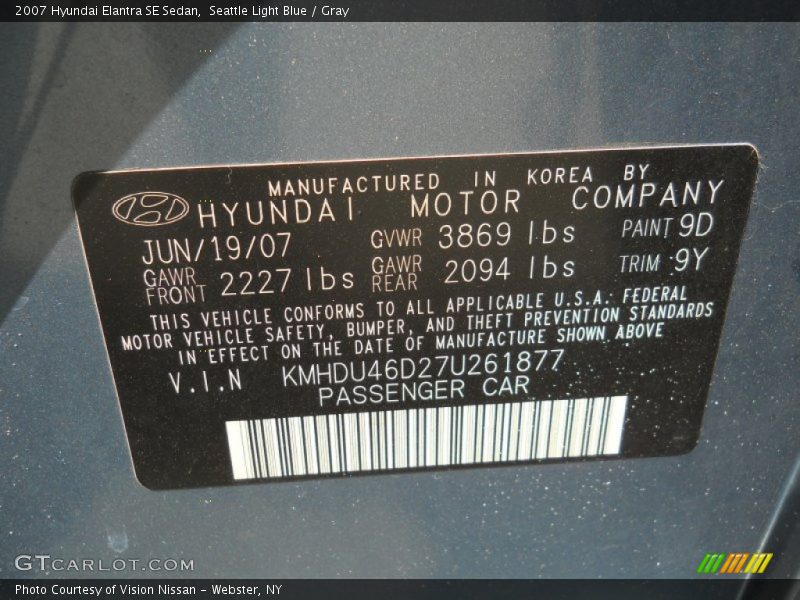 2007 Hyundai Elantra SE Sedan,  Seattle Light Blue / Gray
MANUFACTURED IN KOREA BY
HYUNDAI MOTOR COMPANY
JUN/19/07 GVWR 3869 lbs PAINT 9D
GAWR FRONT 2227 lbs GAWR REAR 2094 lbs TRIM 9Y
THIS VEHICLE CONFORMS TO ALL APPLICABLE U.S.A. FEDERAL
MOTOR VEHICLE SAFETY, BUMPER, AND THEFT PREVENTION STANDARDS
IN EFFECT ON THE DATE OF MANUFACTURE SHOWN ABOVE
V.I.N KMHDU46D27U261877
PASSENGER CAR
GTCARLOT.COM
Photo Courtesy of Vision Nissan - Webster, NY